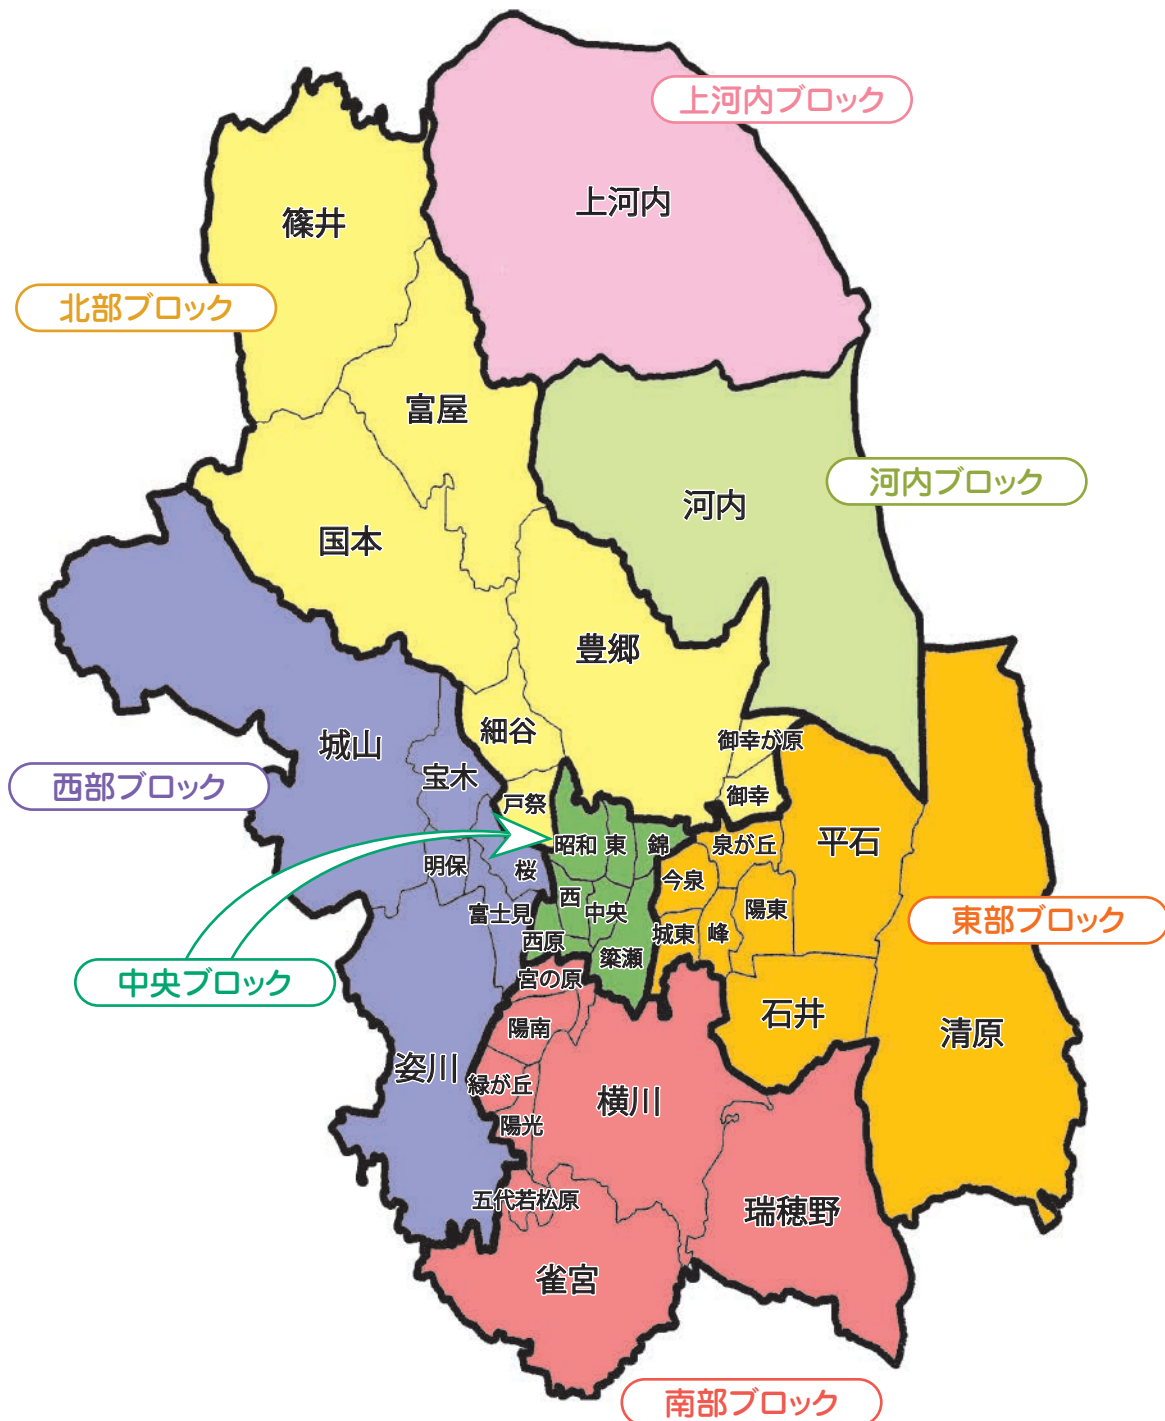 上河内ブロック
上河内
篠井
北部ブロック
富屋
河内ブロック
河内
国本
豊郷
細谷
御幸が原
城山
宝木
西部ブロック
御幸
戸祭
昭和
東
錦
泉が丘
平石
明保
桜
今泉
西
中央
富士見
陽東
東部ブロック
西原
城東
峰
簗瀬
中央ブロック
宮の原
石井
陽南
清原
姿川
緑が丘
横川
陽光
五代若松原
瑞穂野
雀宮
南部ブロック